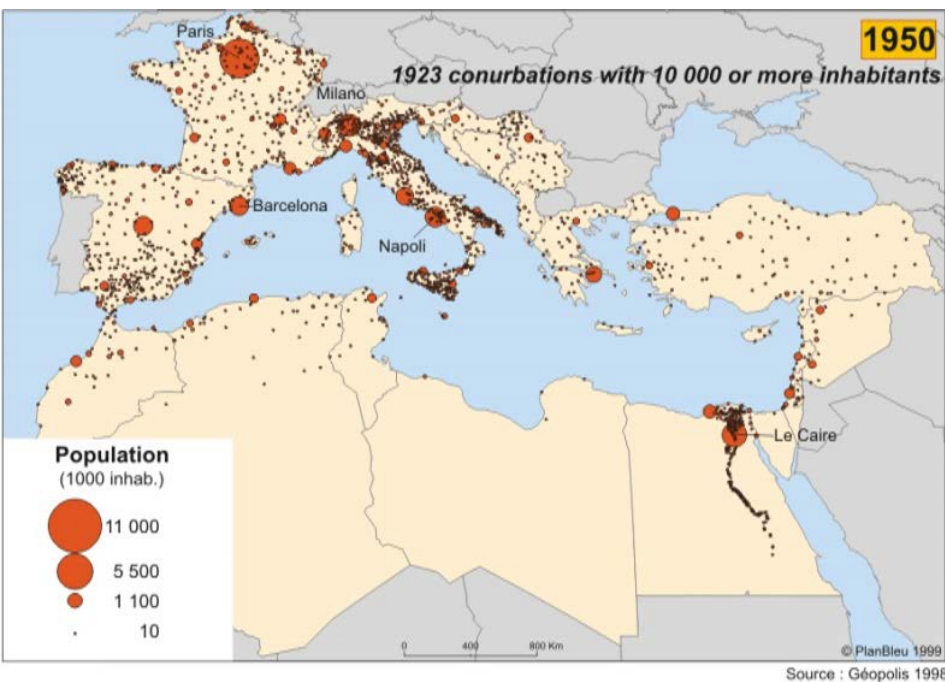 1950
1923 conurbations with 10 000 or more inhabitants
Paris
Milano
Barcelona
Napoli
Le Caire
Population
(1000 inhab.)
11 000
5 500
1 100
10
0 400 800 Km
© PlanBleu 1999
Source : Géopolis 1998